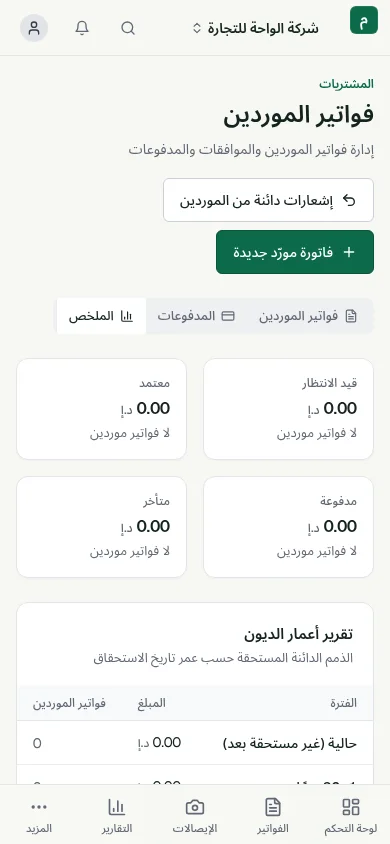 م
شركة الواحة للتجارة
المشتريات
فواتير الموردين
إدارة فواتير الموردين والموافقات والمدفوعات
إشعارات دائنة من الموردين
فاتورة مورّد جديدة
فواتير الموردين
المدفوعات
الملخص
قيد الانتظار
0.00 د.إ
لا فواتير موردين
معتمد
0.00 د.إ
لا فواتير موردين
مدفوعة
0.00 د.إ
لا فواتير موردين
متأخر
0.00 د.إ
لا فواتير موردين
تقرير أعمار الديون
الذمم الدائنة المستحقة حسب عمر تاريخ الاستحقاق
الفترة المبلغ فواتير الموردين
حالية (غير مستحقة بعد) 0.00 د.إ 0
لوحة التحكم
الفواتير
الإيصالات
التقارير
المزيد